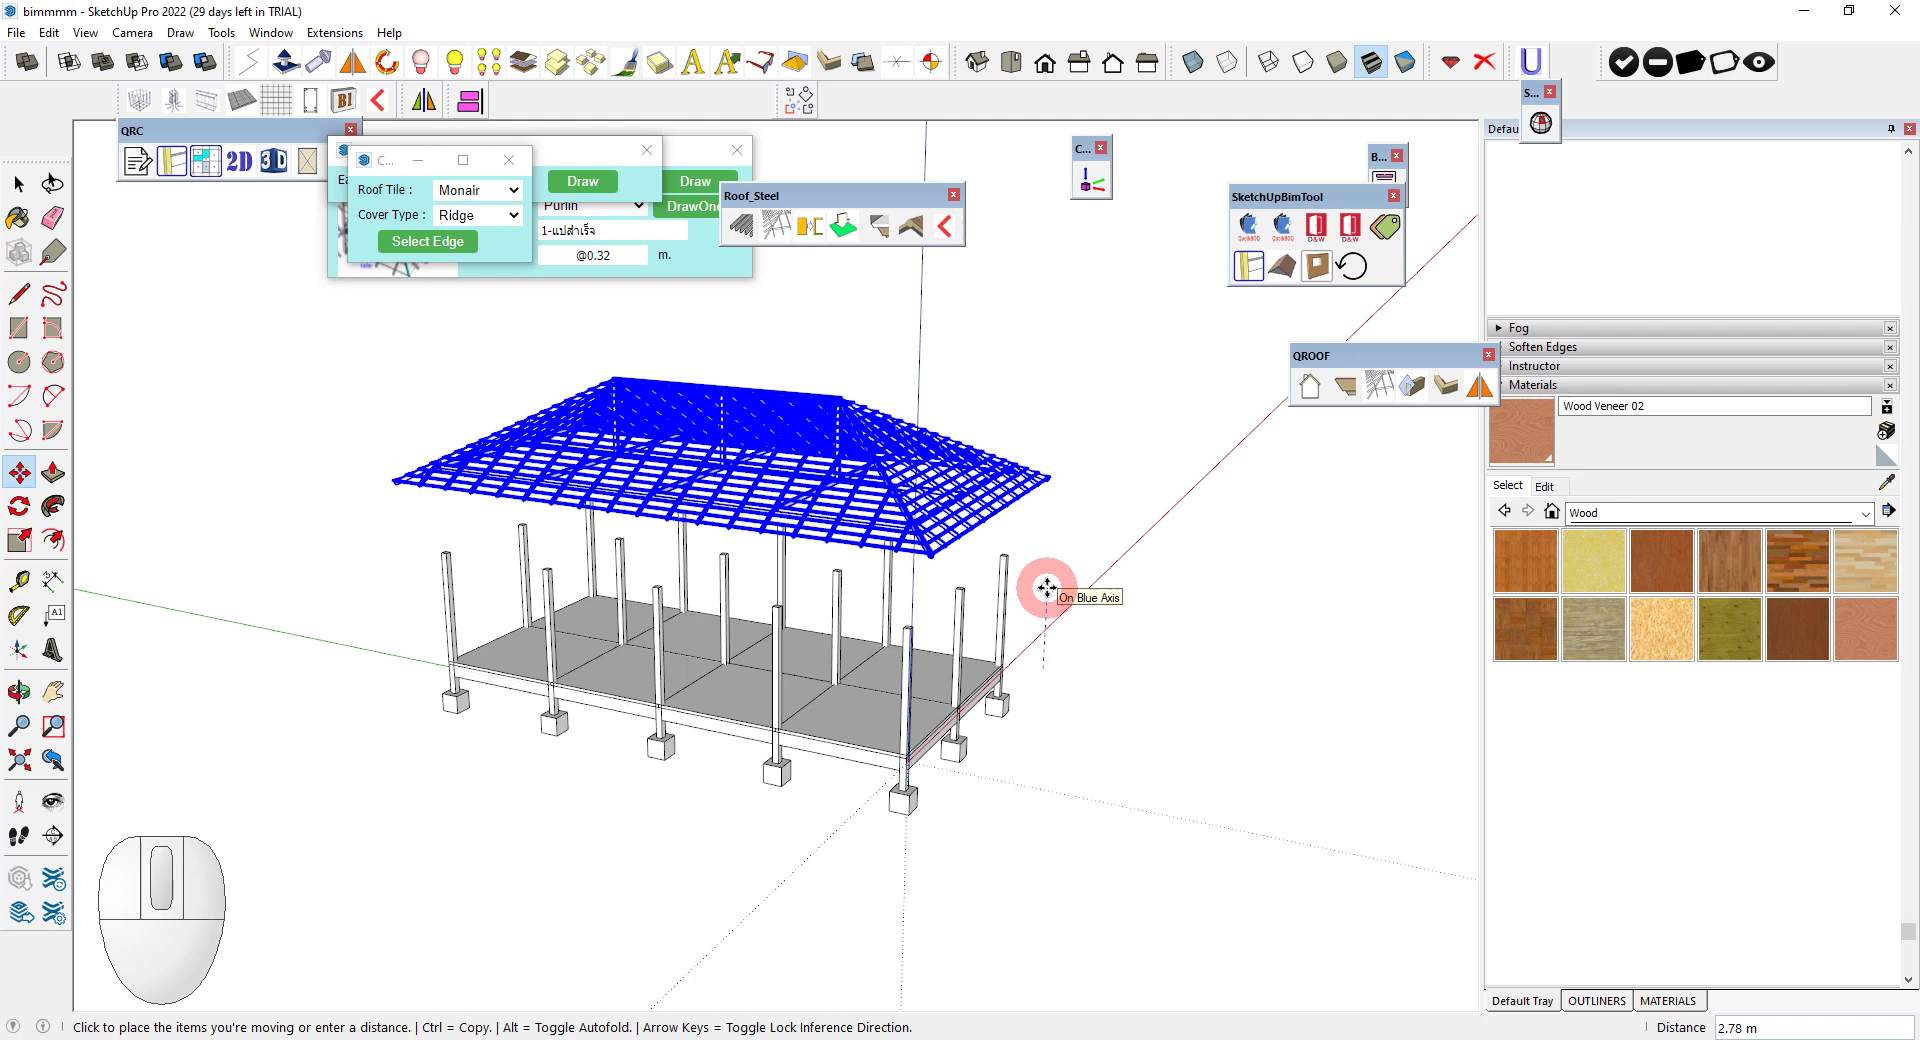 bimmmm - SketchUp Pro 2022 (29 days left in TRIAL)
File Edit View Camera Draw Tools Window Extensions Help
QRC
2D 3D
C...
Roof Tile : Monair
Cover Type : Ridge
Select Edge
Draw
Draw
Purlin
DrawOne
1-แปสำเร็จ
@0.32 m.
Roof_Steel
C...
B...
S...
SketchUpBimTool
D&W D&W
QROOF
Defau
Fog
Soften Edges
Instructor
Materials
Wood Veneer 02
Select Edit
Wood
On Blue Axis
A1
Default Tray OUTLINERS MATERIALS
Click to place the items you're moving or enter a distance. | Ctrl = Copy. | Alt = Toggle Autofold. | Arrow Keys = Toggle Lock Inference Direction.
Distance 2.78 m